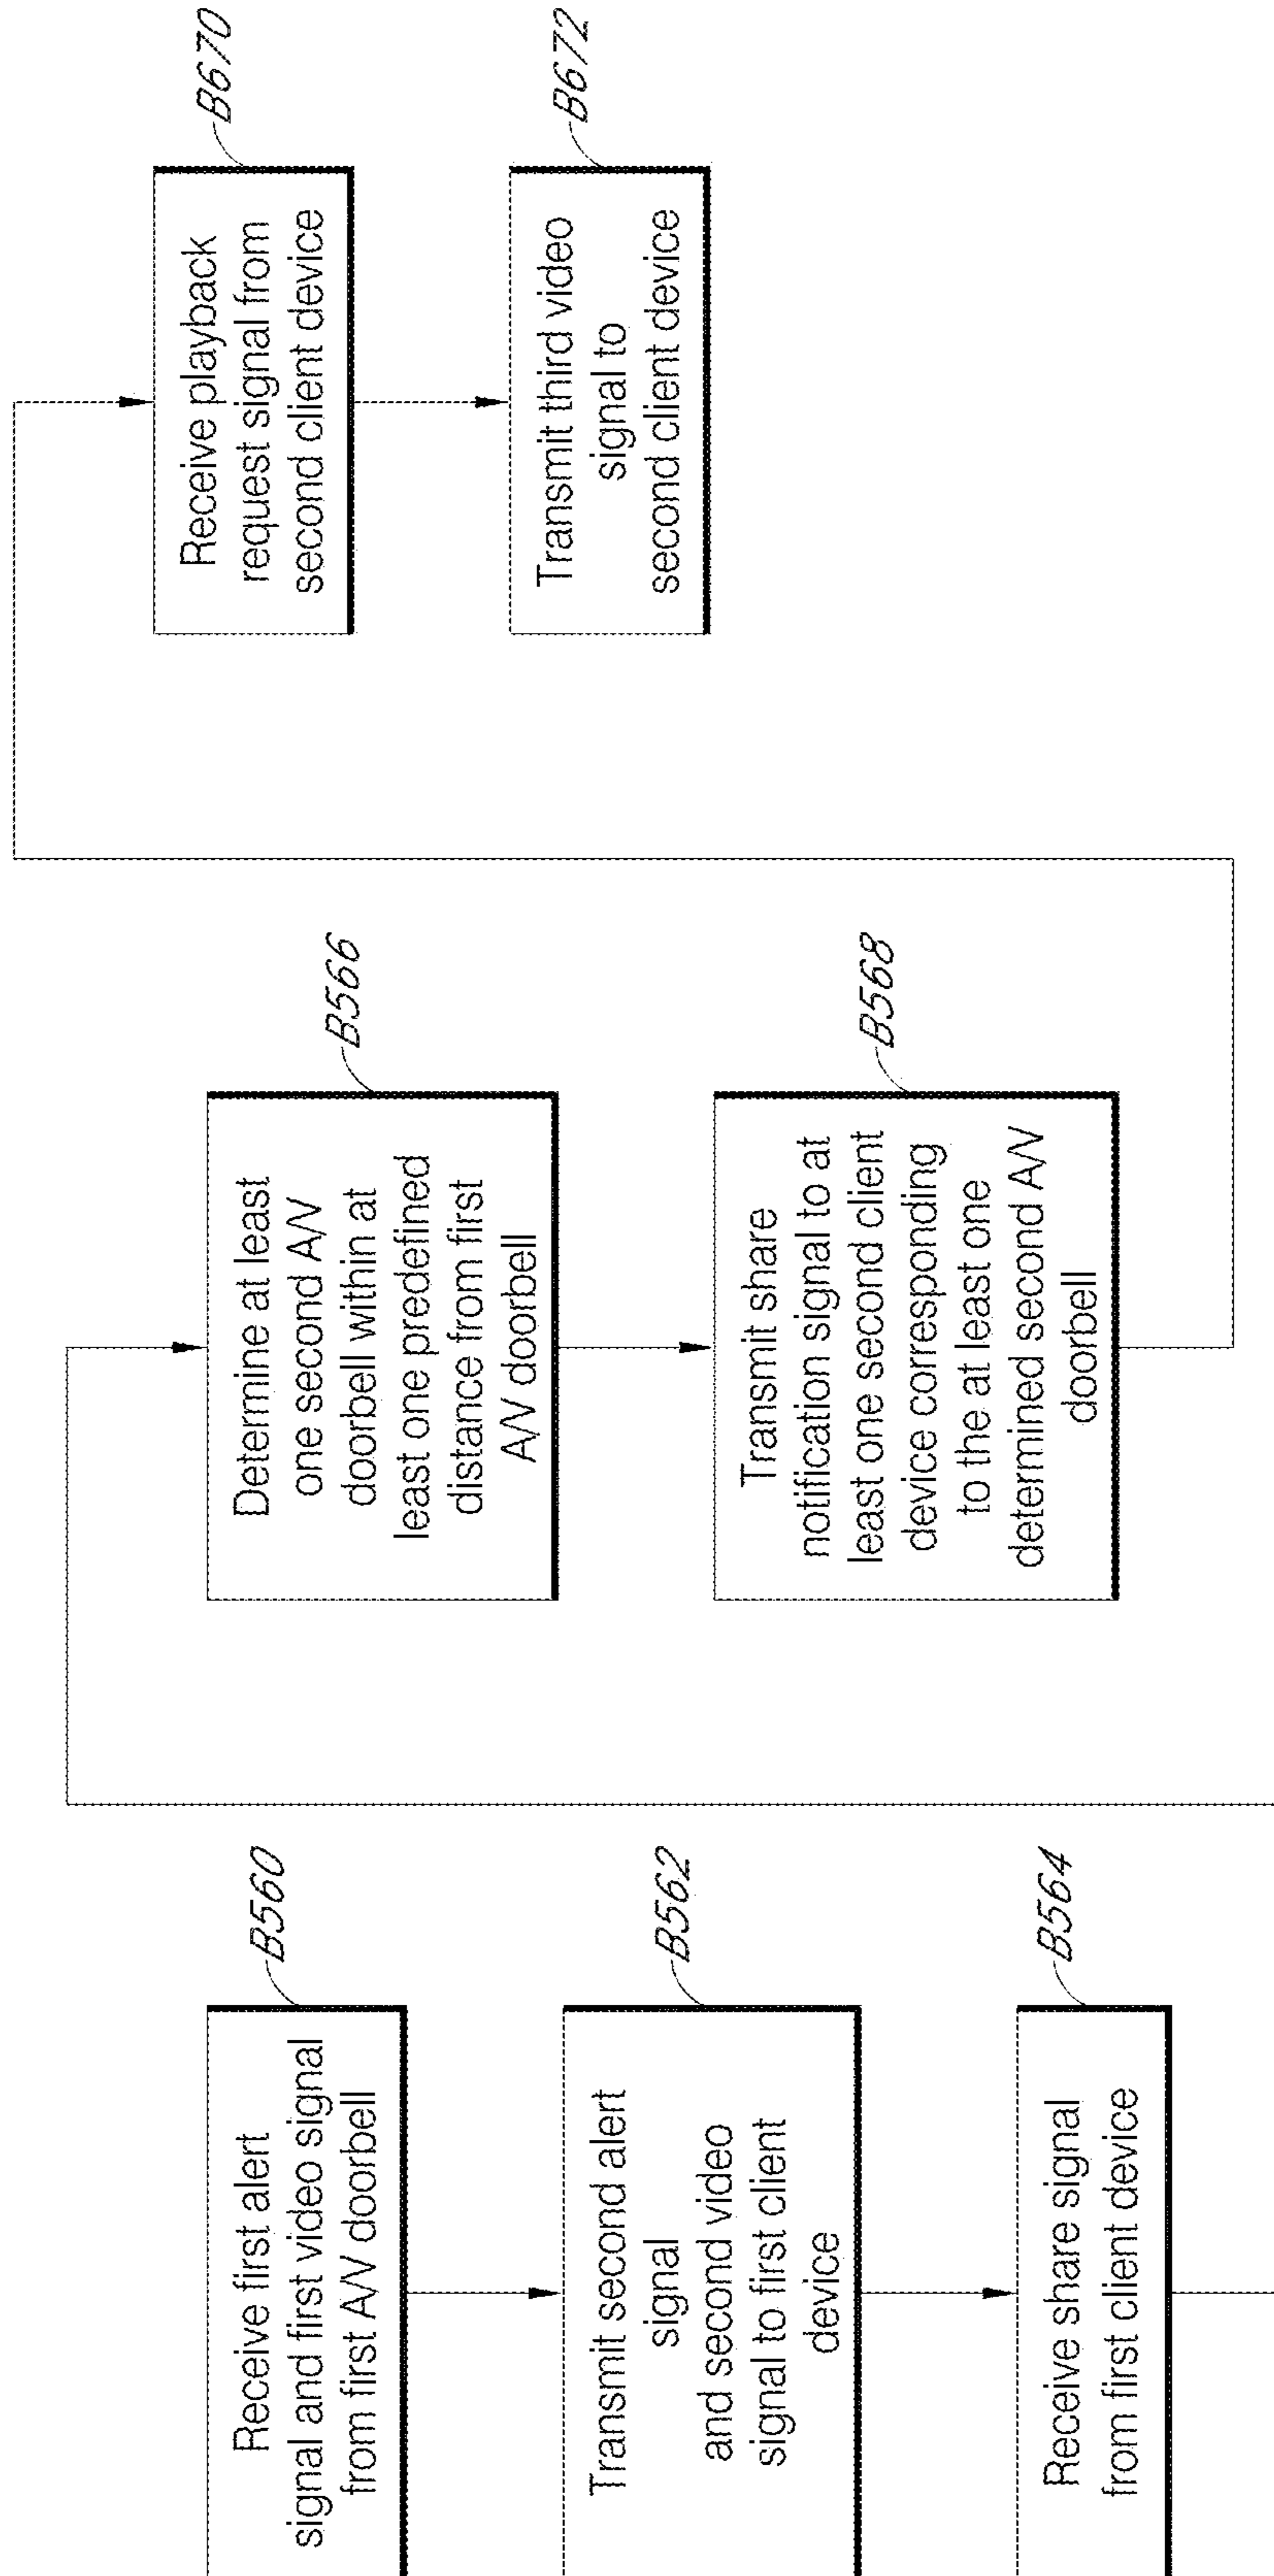 Receive first alert
signal and first video signal
from first A/V doorbell
B560
Transmit second alert
signal
and second video
signal to first client
device
B562
Receive share signal
from first client device
B564
Determine at least
one second A/V
doorbell within at
least one predefined
distance from first
A/V doorbell
B566
Transmit share
notification signal to at
least one second client
device corresponding
to the at least one
determined second A/V
doorbell
B568
Receive playback
request signal from
second client device
B670
Transmit third video
signal to
second client device
B672